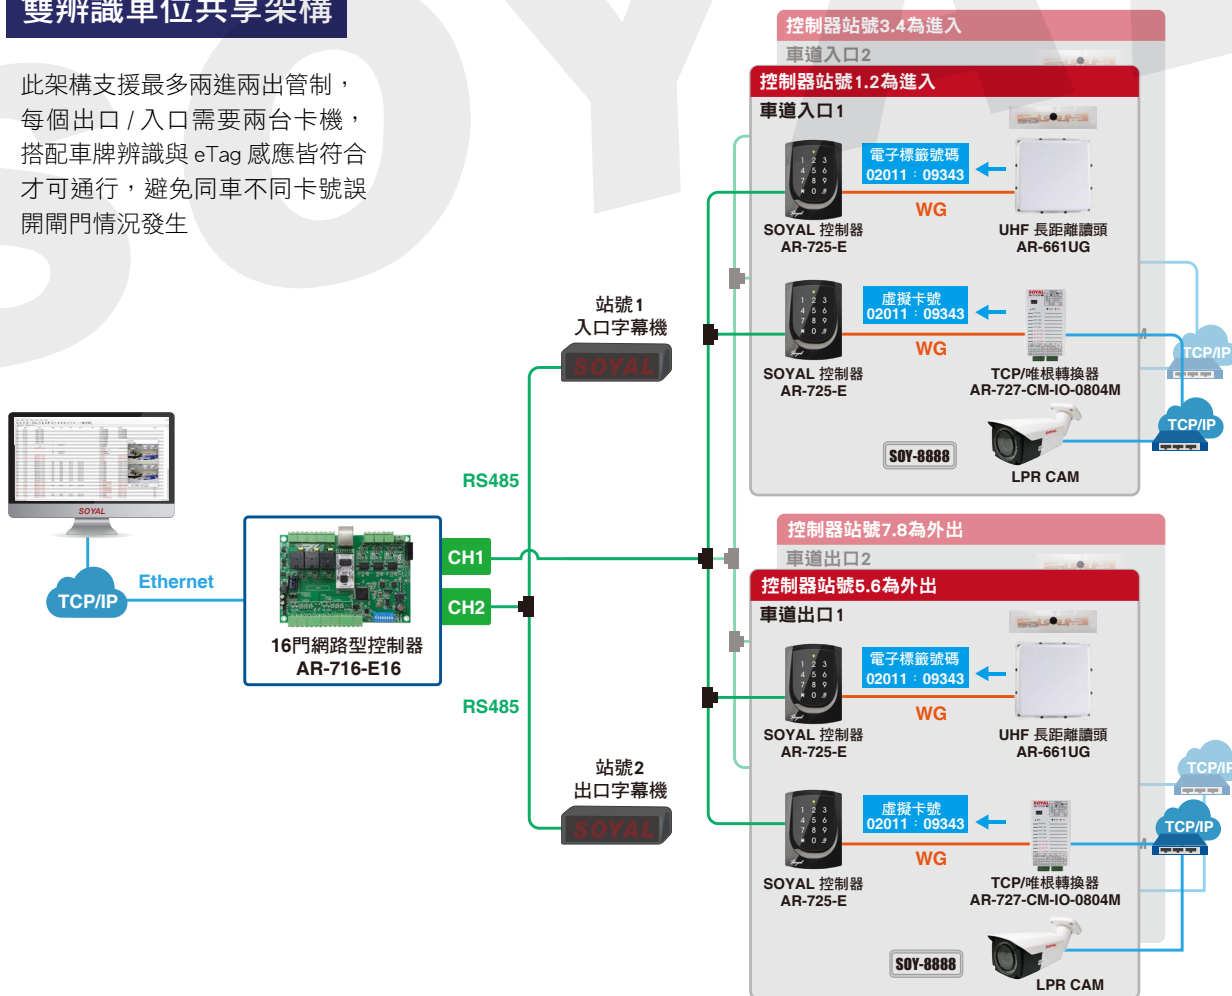 雙辨識車位共享架構
此架構支援最多兩進兩出管制，
每個出口 / 入口需要兩台卡機，
搭配車牌辨識與 eTag 感應皆符合
才可通行，避免同車不同卡號誤
開閘門情況發生
控制器站號3.4為進入
車道入口2
控制器站號1.2為進入
車道入口1
電子標籤號碼
02011：09343
WG
SOYAL 控制器
AR-725-E
UHF 長距離讀頭
AR-661UG
虛擬卡號
02011：09343
WG
SOYAL 控制器
AR-725-E
TCP/唯根轉換器
AR-727-CM-IO-0804M
TCP/IP
TCP/IP
SOY-8888
LPR CAM
站號1
入口字幕機
SOYAL
RS485
SOYAL
TCP/IP
Ethernet
CH1
CH2
16門網路型控制器
AR-716-E16
RS485
站號2
出口字幕機
SOYAL
控制器站號7.8為外出
車道出口2
控制器站號5.6為外出
車道出口1
電子標籤號碼
02011：09343
WG
SOYAL 控制器
AR-725-E
UHF 長距離讀頭
AR-661UG
虛擬卡號
02011：09343
WG
SOYAL 控制器
AR-725-E
TCP/唯根轉換器
AR-727-CM-IO-0804M
TCP/IP
TCP/IP
SOY-8888
LPR CAM